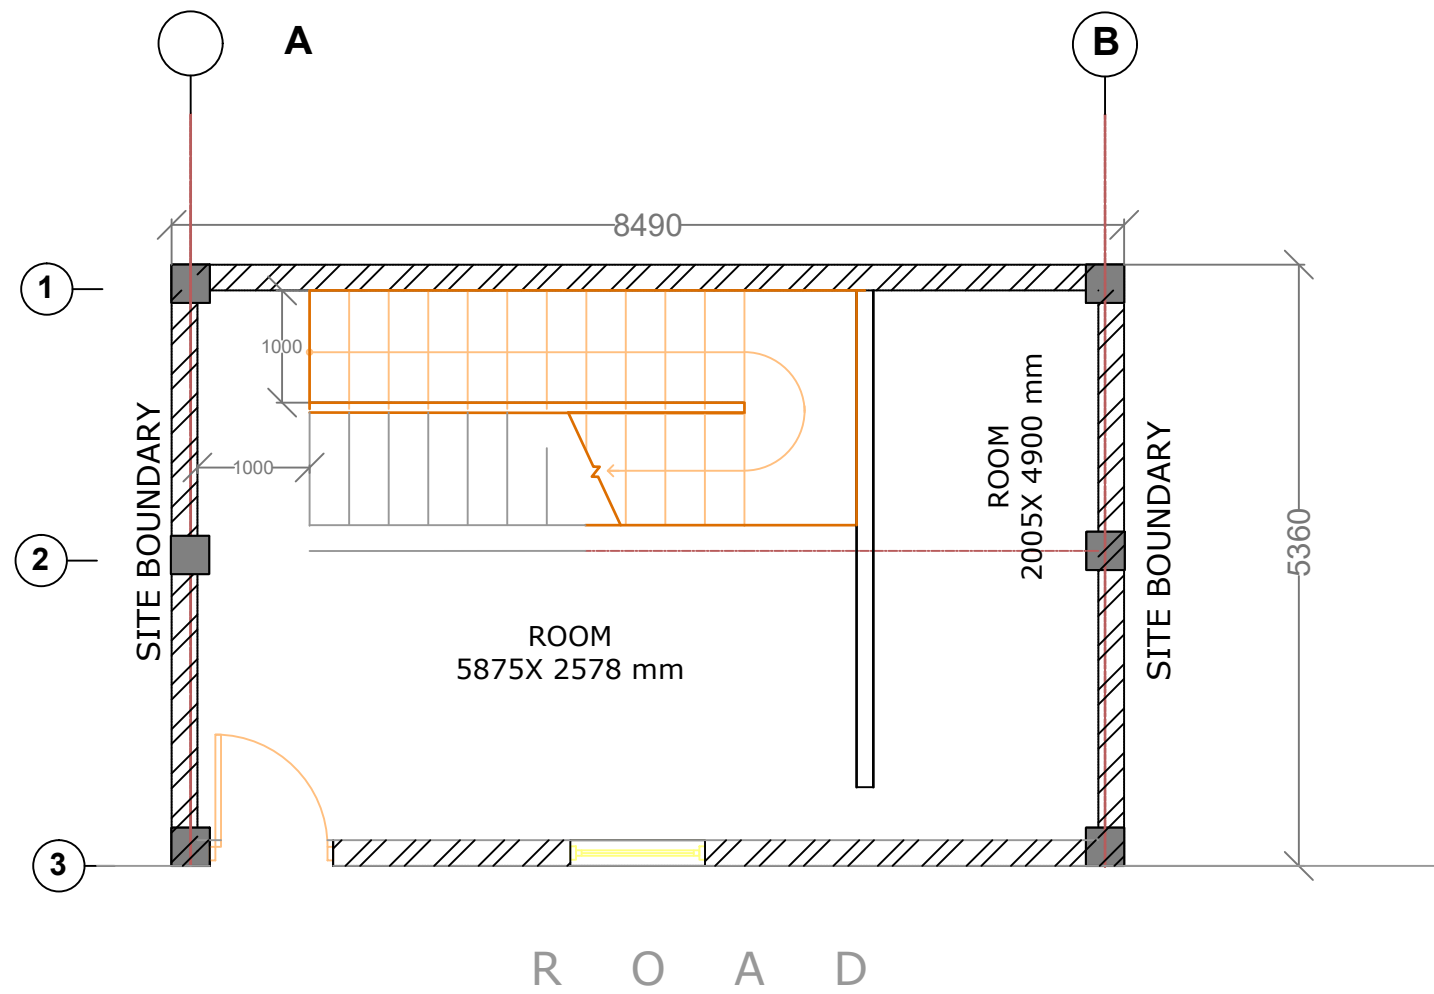 A
B
8490
1
1000
ROOM
2005X 4900 mm
SITE BOUNDARY
1000
SITE BOUNDARY
5360
2
ROOM
5875X 2578 mm
3
R O A D